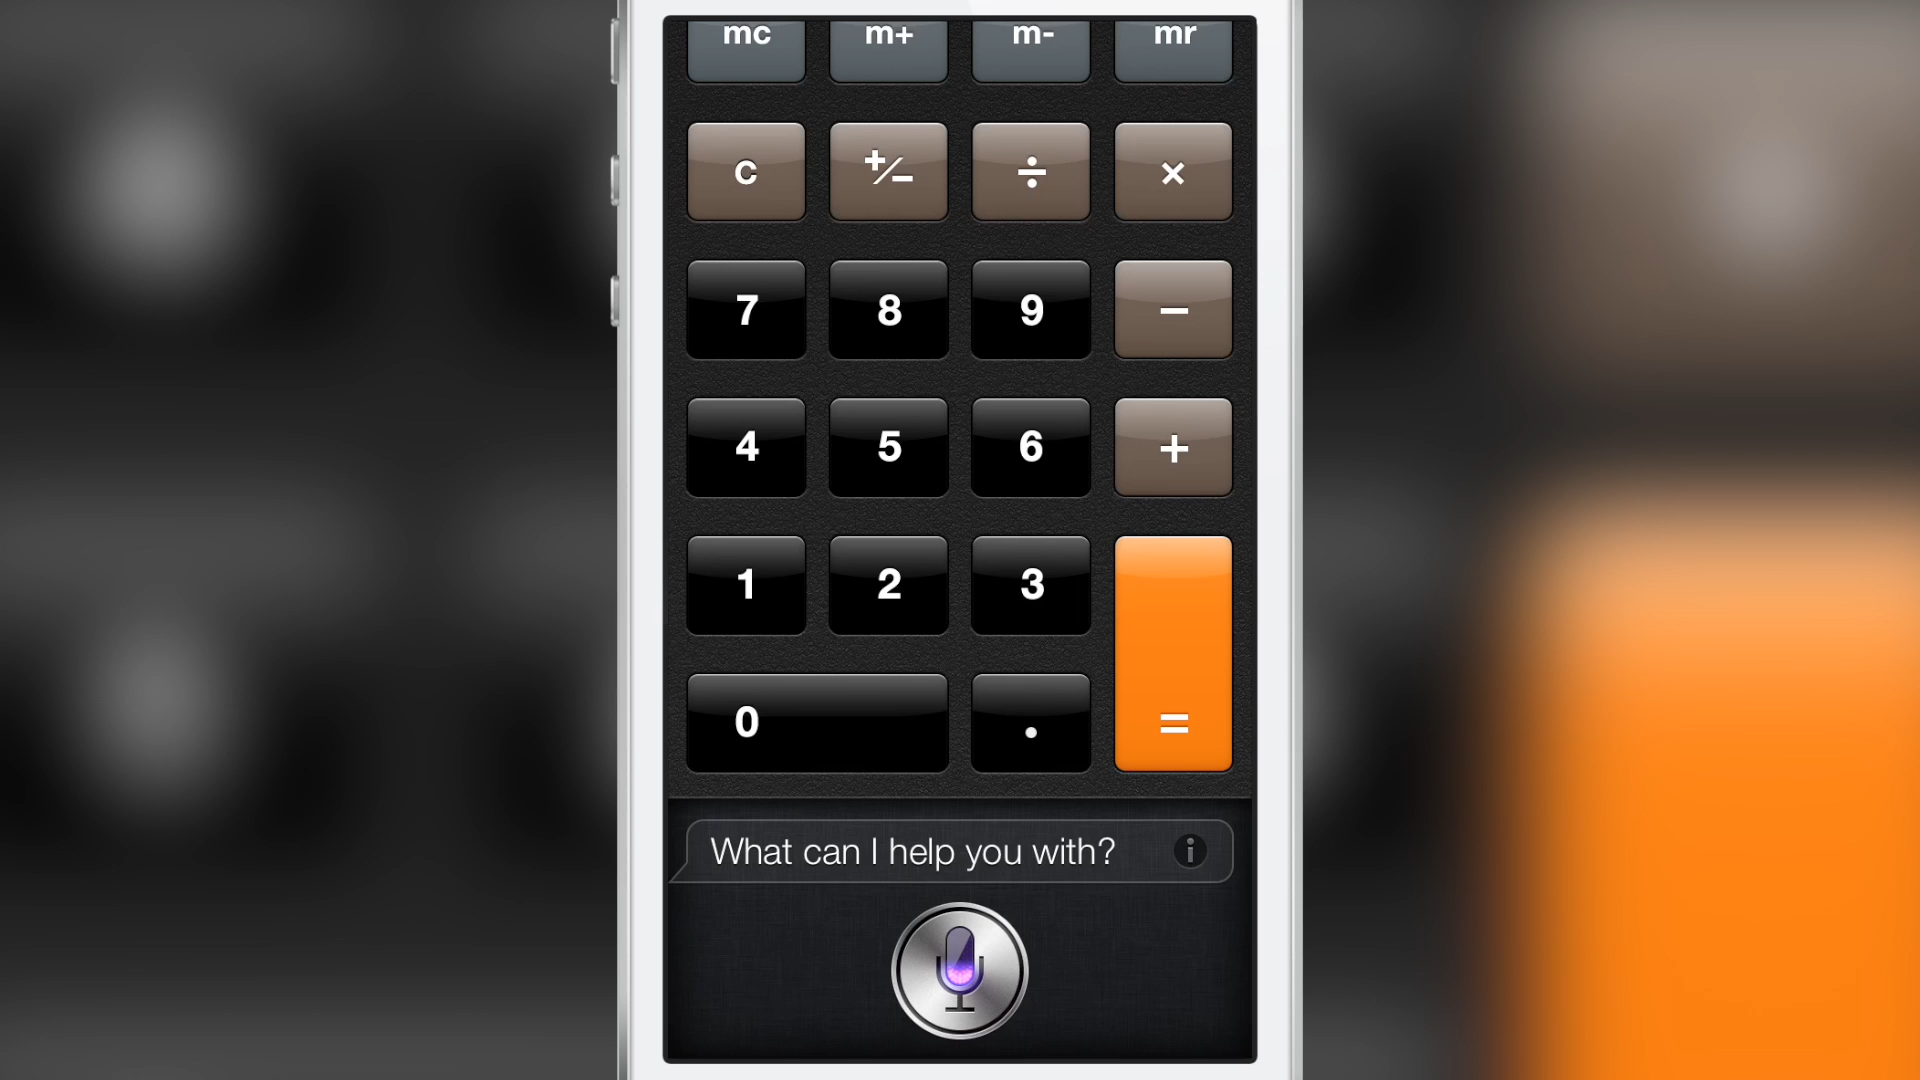 mc m+ m- mr
c +/− ÷ ×
7 8 9 −
4 5 6 +
1 2 3
0 . =
What can I help you with? i